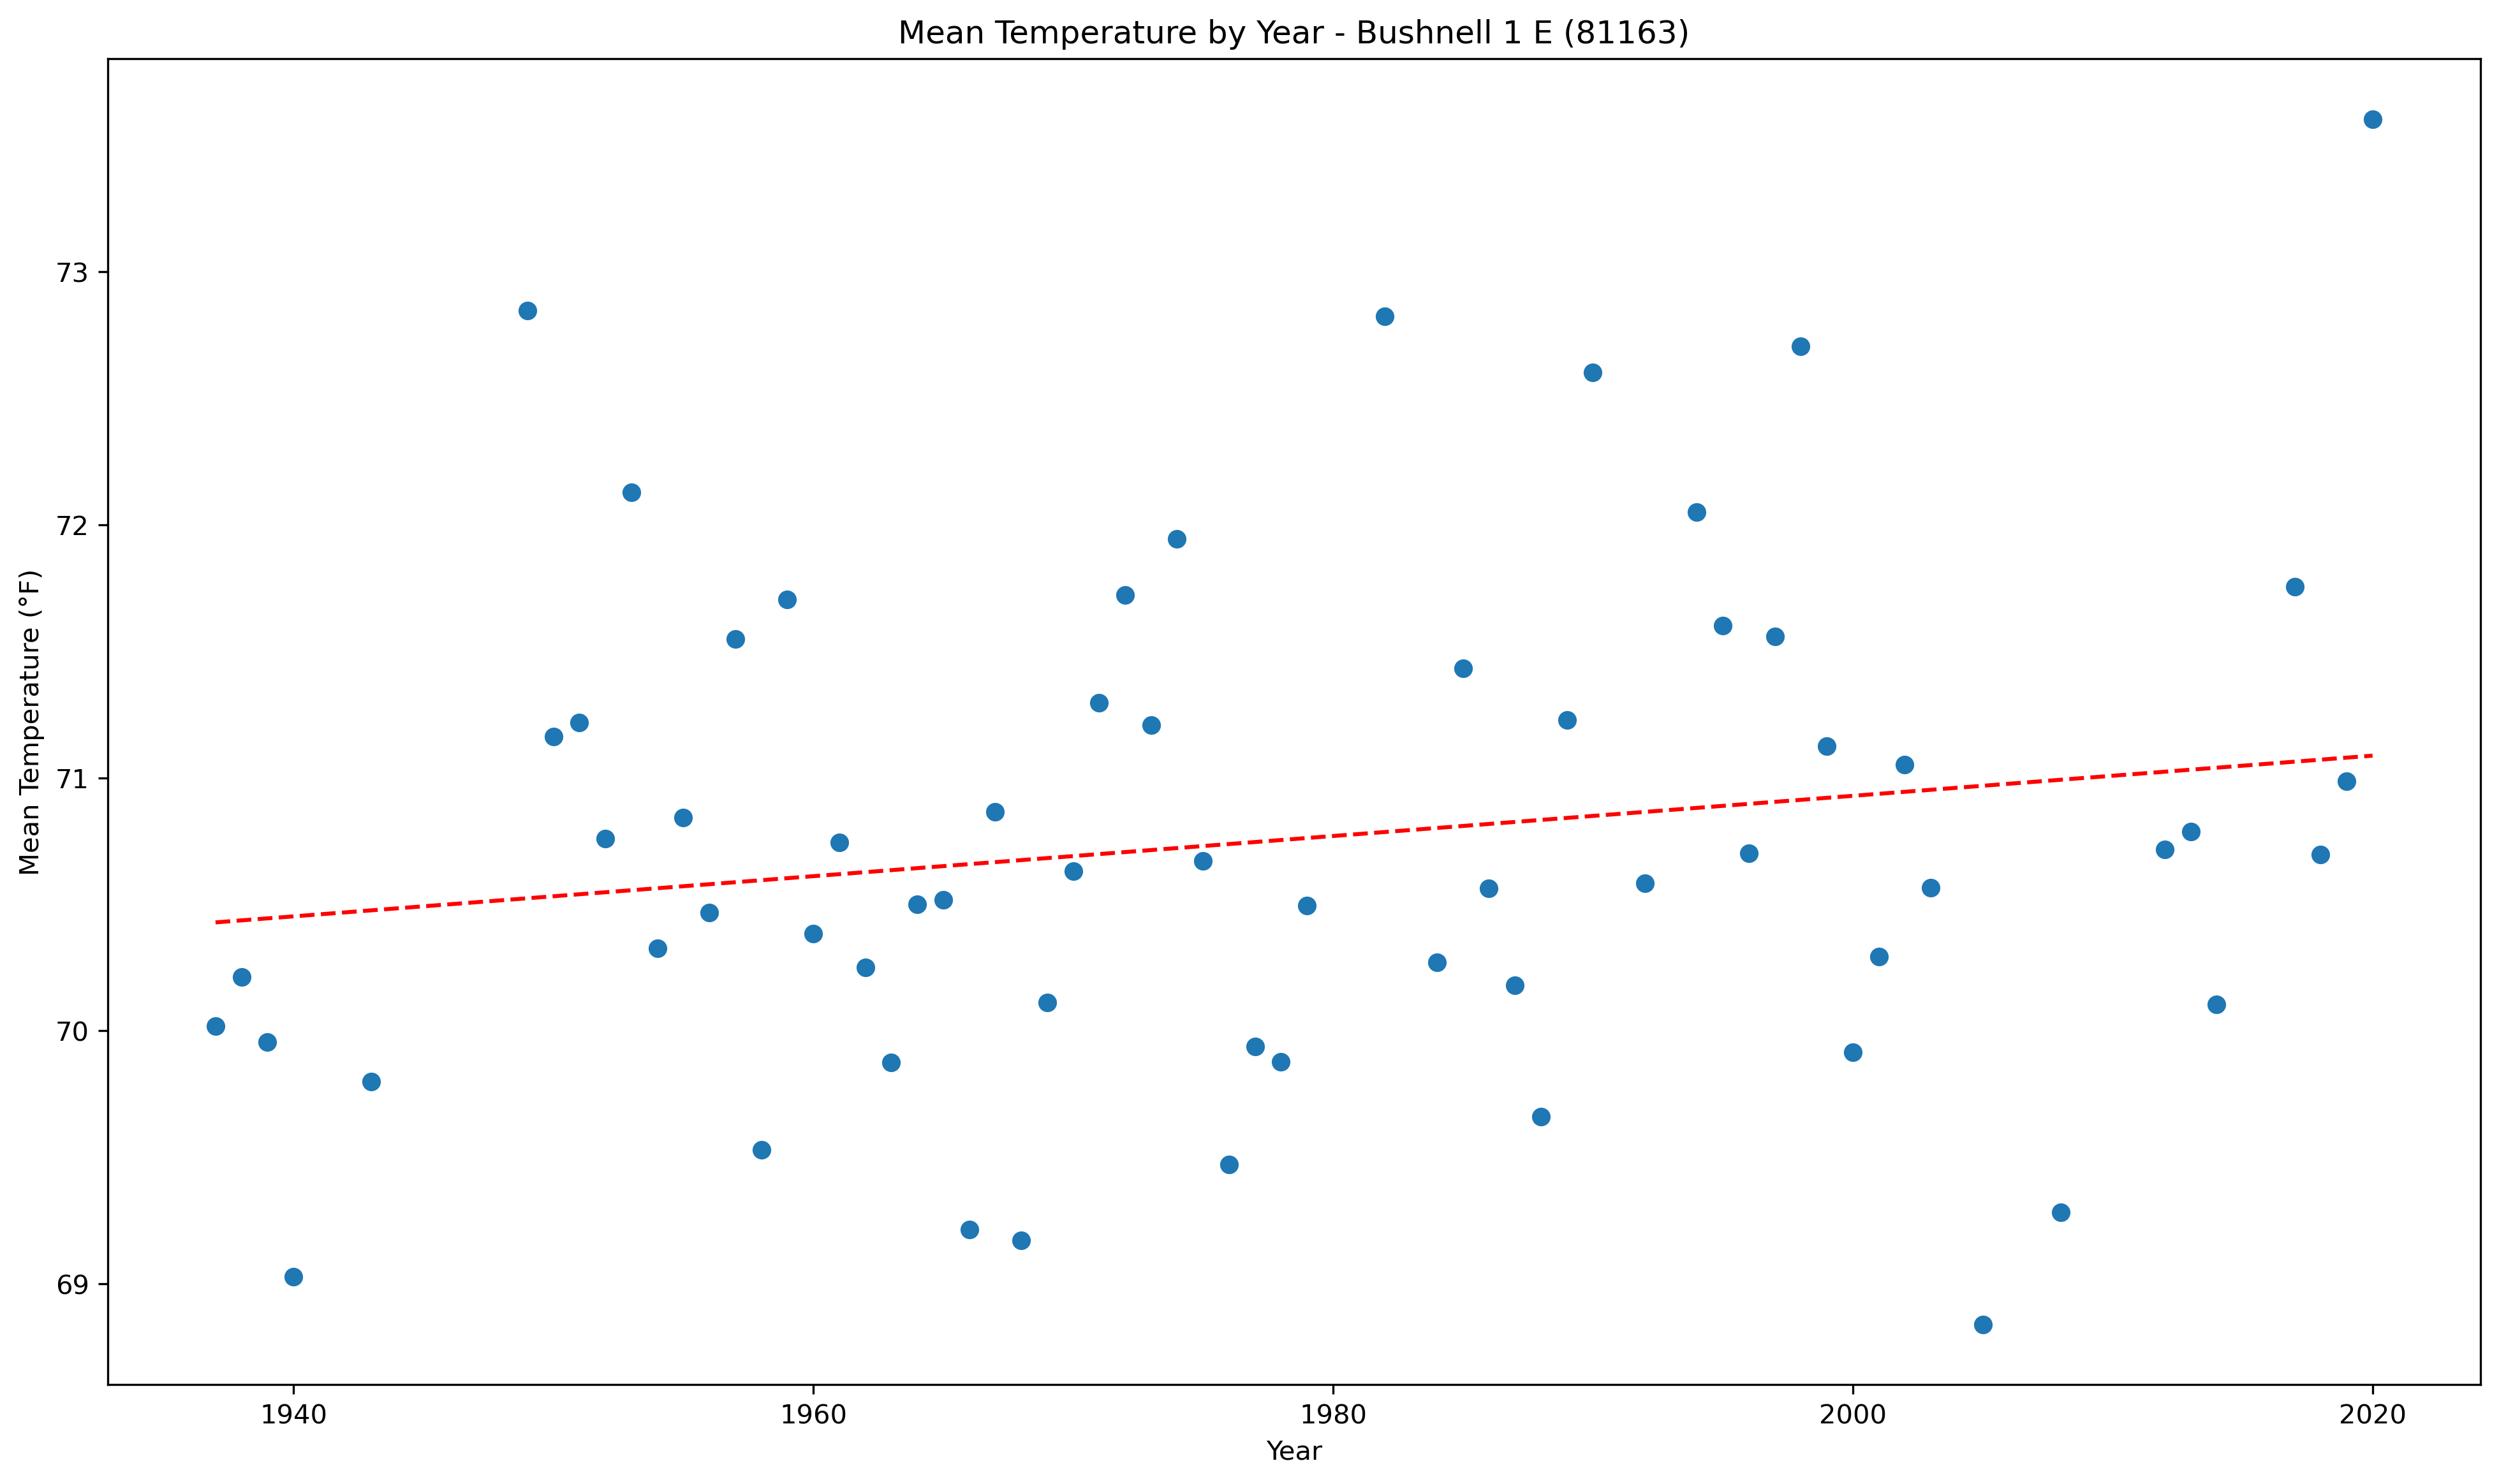 Mean Temperature by Year - Bushnell 1 E (81163)
Mean Temperature (°F)
73
72
71
70
69
1940 1960 1980 2000 2020
Year